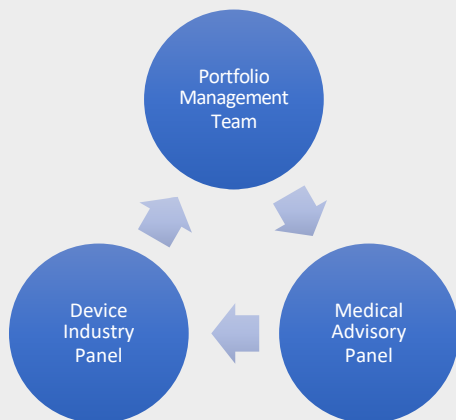 Portfolio
Management
Team
Device
Industry
Panel
Medical
Advisory
Panel